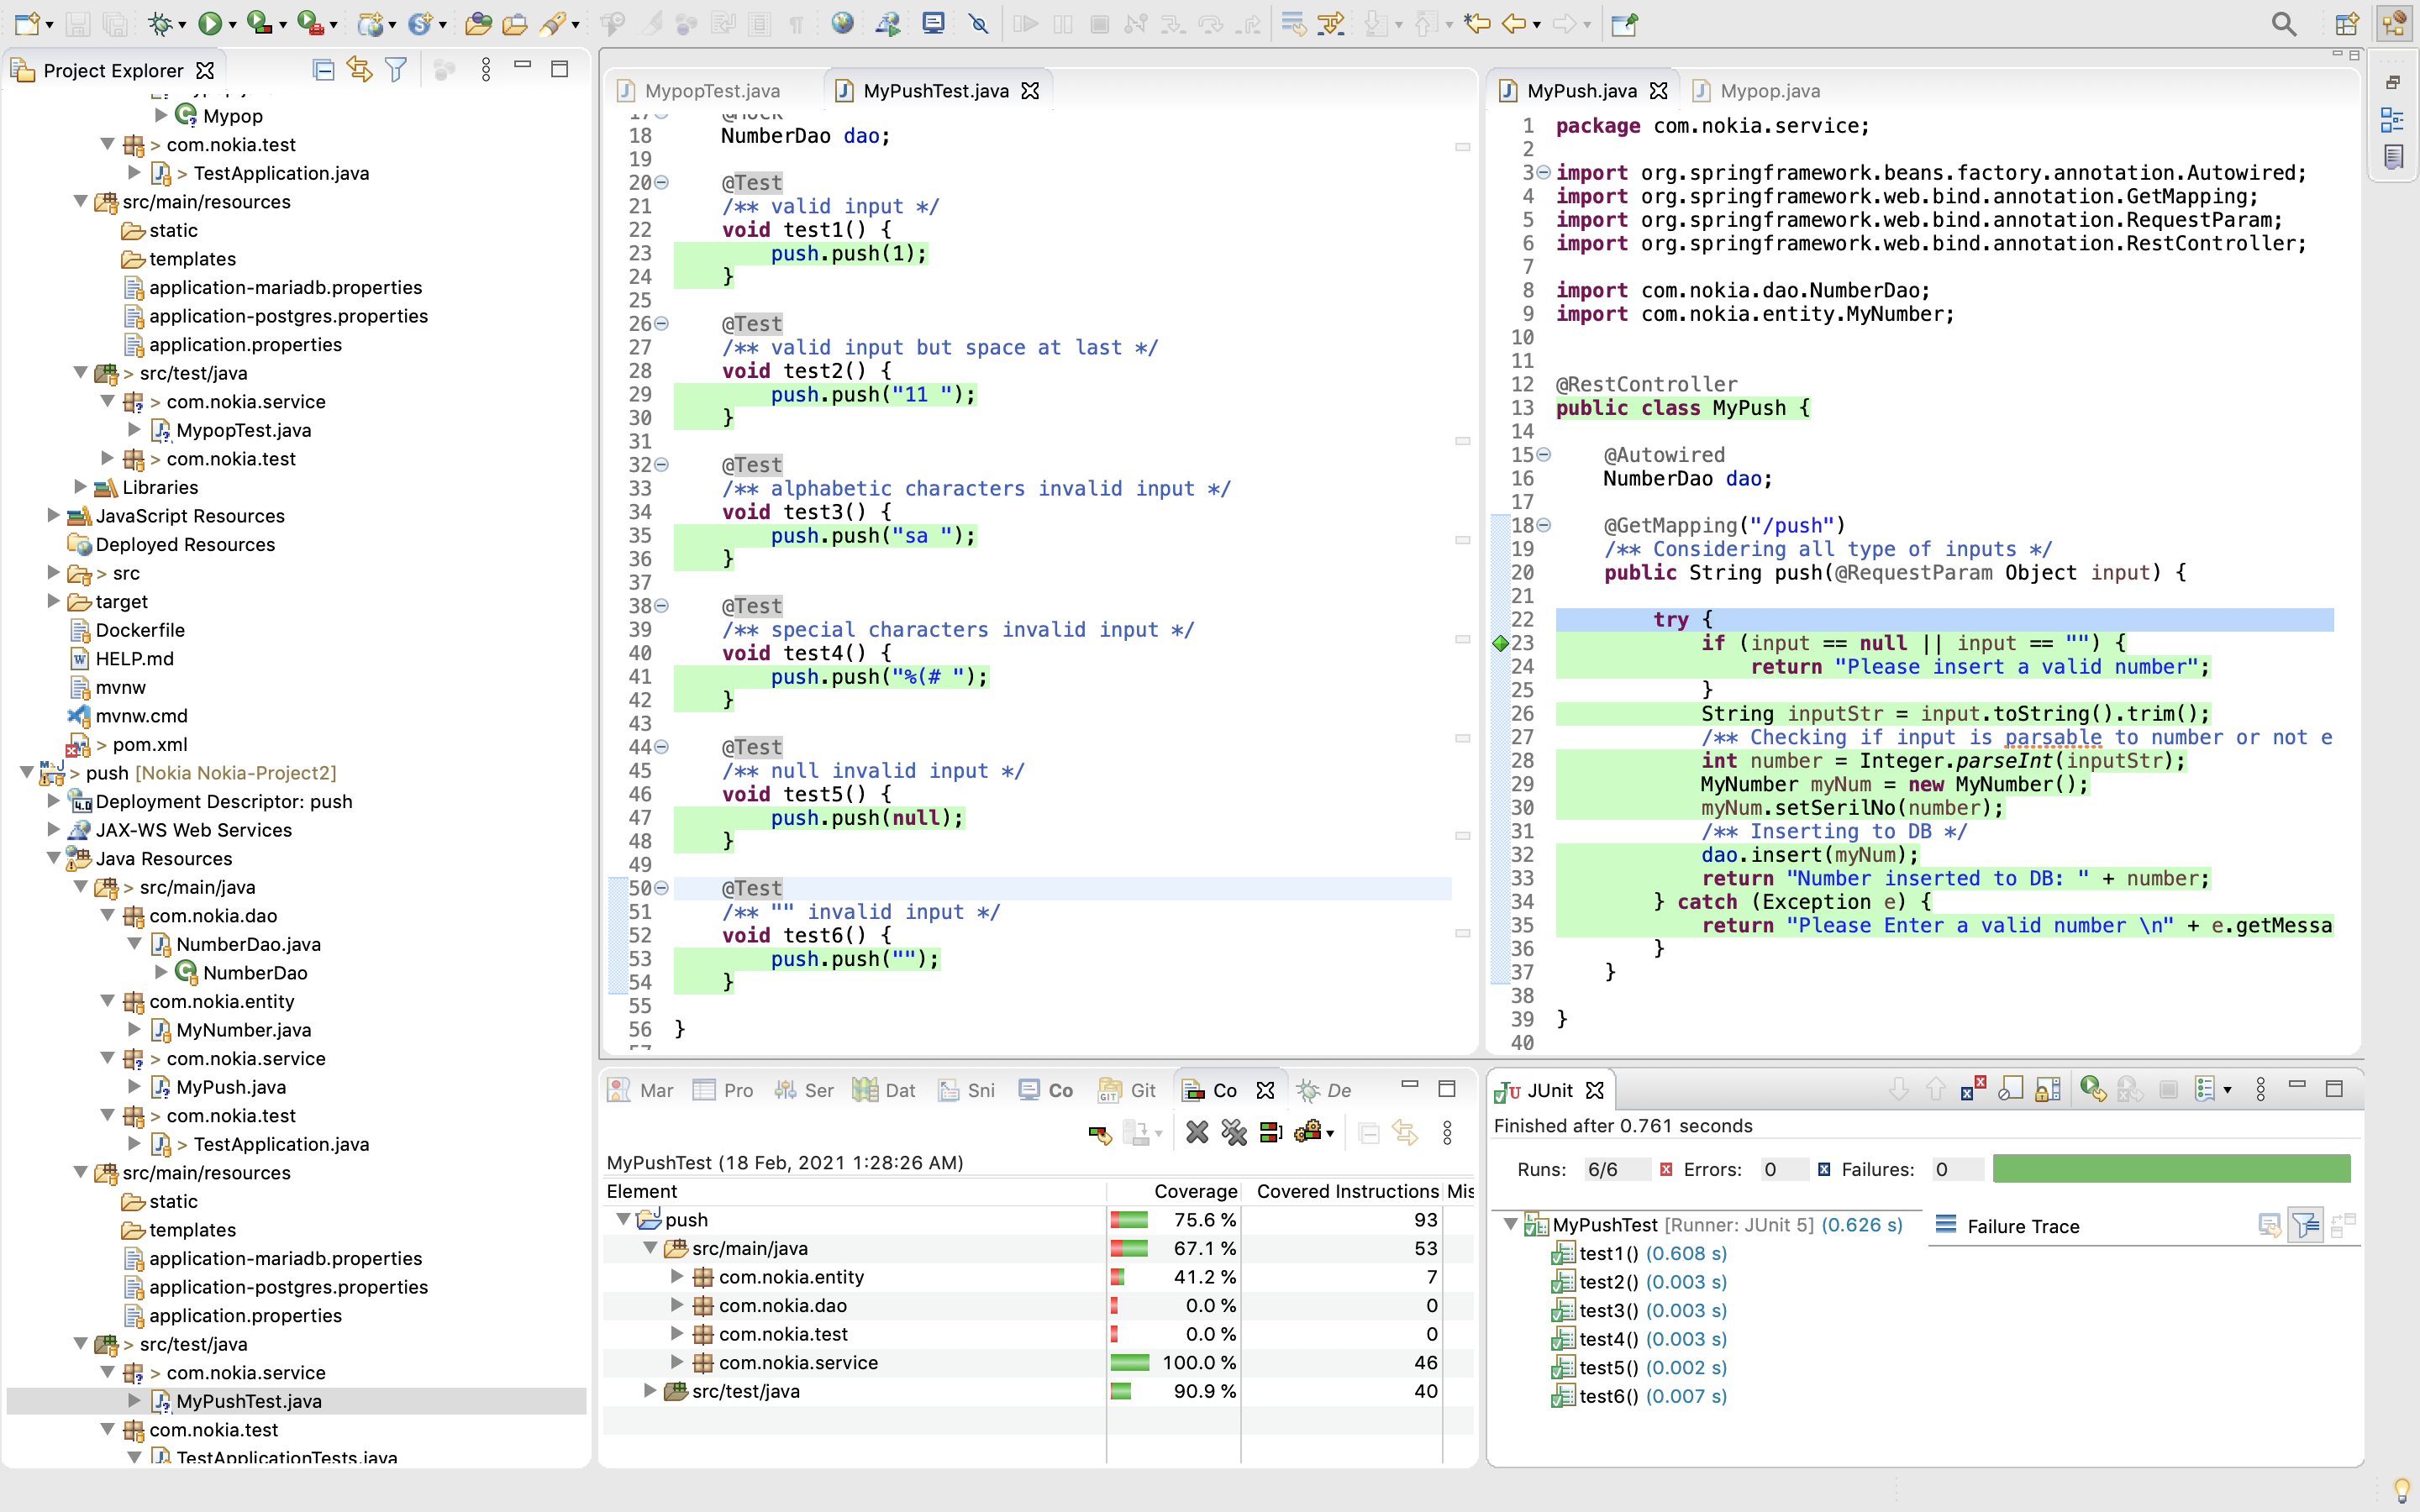 Project Explorer
Mypop
> com.nokia.test
> TestApplication.java
src/main/resources
static
templates
application-mariadb.properties
application-postgres.properties
application.properties
> src/test/java
> com.nokia.service
MypopTest.java
> com.nokia.test
Libraries
JavaScript Resources
Deployed Resources
> src
target
Dockerfile
HELP.md
mvnw
mvnw.cmd
> pom.xml
> push [Nokia Nokia-Project2]
Deployment Descriptor: push
JAX-WS Web Services
Java Resources
> src/main/java
com.nokia.dao
NumberDao.java
NumberDao
com.nokia.entity
MyNumber.java
> com.nokia.service
MyPush.java
> com.nokia.test
> TestApplication.java
src/main/resources
static
templates
application-mariadb.properties
application-postgres.properties
application.properties
> src/test/java
> com.nokia.service
MyPushTest.java
com.nokia.test
TestApplicationTests.java
MypopTest.java MyPushTest.java
17 @Mock
18 NumberDao dao;
19
20 @Test
21 /** valid input */
22 void test1() {
23 push.push(1);
24 }
25
26 @Test
27 /** valid input but space at last */
28 void test2() {
29 push.push("11 ");
30 }
31
32 @Test
33 /** alphabetic characters invalid input */
34 void test3() {
35 push.push("sa ");
36 }
37
38 @Test
39 /** special characters invalid input */
40 void test4() {
41 push.push("%(# ");
42 }
43
44 @Test
45 /** null invalid input */
46 void test5() {
47 push.push(null);
48 }
49
50 @Test
51 /** "" invalid input */
52 void test6() {
53 push.push("");
54 }
55
56 }
MyPush.java Mypop.java
1 package com.nokia.service;
2
3 import org.springframework.beans.factory.annotation.Autowired;
4 import org.springframework.web.bind.annotation.GetMapping;
5 import org.springframework.web.bind.annotation.RequestParam;
6 import org.springframework.web.bind.annotation.RestController;
7
8 import com.nokia.dao.NumberDao;
9 import com.nokia.entity.MyNumber;
10
11
12 @RestController
13 public class MyPush {
14
15 @Autowired
16 NumberDao dao;
17
18 @GetMapping("/push")
19 /** Considering all type of inputs */
20 public String push(@RequestParam Object input) {
21
22 try {
23 if (input == null || input == "") {
24 return "Please insert a valid number";
25 }
26 String inputStr = input.toString().trim();
27 /** Checking if input is parsable to number or not e
28 int number = Integer.parseInt(inputStr);
29 MyNumber myNum = new MyNumber();
30 myNum.setSerilNo(number);
31 /** Inserting to DB */
32 dao.insert(myNum);
33 return "Number inserted to DB: " + number;
34 } catch (Exception e) {
35 return "Please Enter a valid number \n" + e.getMessa
36 }
37 }
38
39 }
40
Mar Pro Ser Dat Sni Co Git Co De
MyPushTest (18 Feb, 2021 1:28:26 AM)
Element Coverage Covered Instructions Mis
push 75.6 % 93
src/main/java 67.1 % 53
com.nokia.entity 41.2 % 7
com.nokia.dao 0.0 % 0
com.nokia.test 0.0 % 0
com.nokia.service 100.0 % 46
src/test/java 90.9 % 40
JUnit
Finished after 0.761 seconds
Runs: 6/6 Errors: 0 Failures: 0
MyPushTest [Runner: JUnit 5] (0.626 s)
Failure Trace
test1() (0.608 s)
test2() (0.003 s)
test3() (0.003 s)
test4() (0.003 s)
test5() (0.002 s)
test6() (0.007 s)